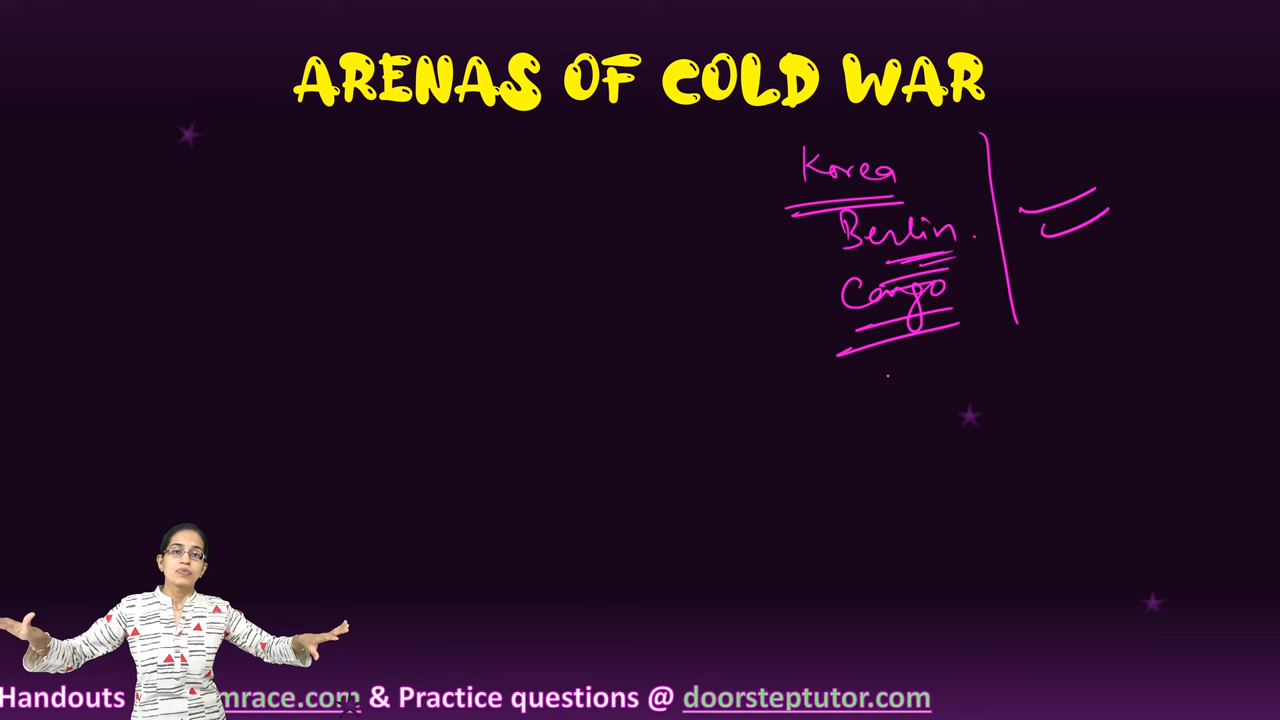 ARENAS OF COLD WAR
Korea
Berlin.
Congo
Handouts mrace.com & Practice questions @ doorsteptutor.com